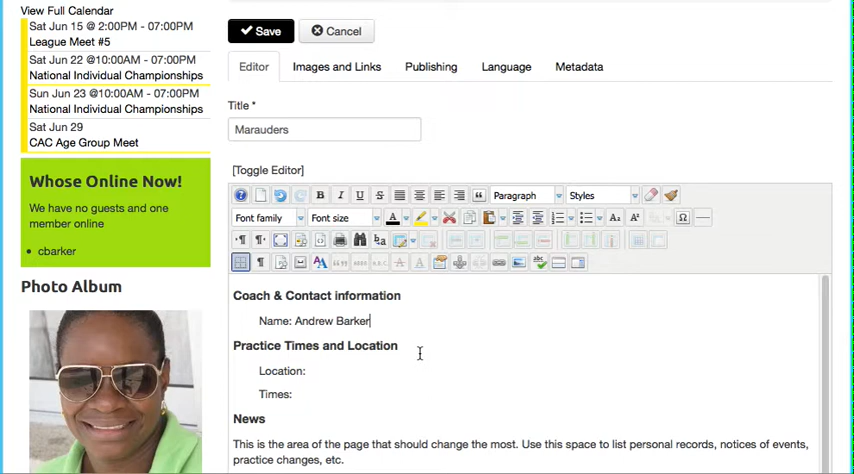 View Full Calendar
Sat Jun 15 @ 2:00PM - 07:00PM
League Meet #5
Sat Jun 22 @10:00AM - 07:00PM
National Individual Championships
Sun Jun 23 @10:00AM - 07:00PM
National Individual Championships
Sat Jun 29
CAC Age Group Meet
Whose Online Now!
We have no guests and one
member online
cbarker
Photo Album
Save Cancel
Editor Images and Links Publishing Language Metadata
Title *
Marauders
[Toggle Editor]
B I U S Paragraph Styles
Font family Font size
Coach & Contact information
Name: Andrew Barker
Practice Times and Location
Location:
Times:
News
This is the area of the page that should change the most. Use this space to list personal records, notices of events,
practice changes, etc.